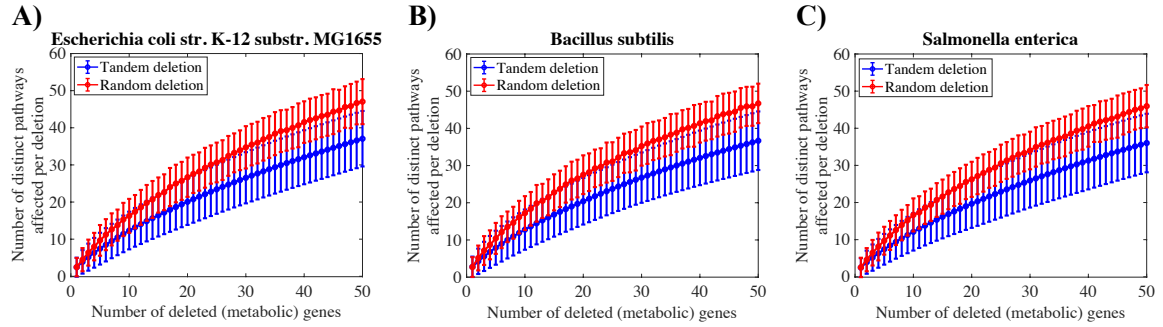 A)
Escherichia coli str. K-12 substr. MG1655
60
50
40
30
20
10
0
Number of distinct pathways
affected per deletion
Tandem deletion
Random deletion
0 10 20 30 40 50
Number of deleted (metabolic) genes
B)
Bacillus subtilis
60
50
40
30
20
10
0
Number of distinct pathways
affected per deletion
Tandem deletion
Random deletion
0 10 20 30 40 50
Number of deleted (metabolic) genes
C)
Salmonella enterica
60
50
40
30
20
10
0
Number of distinct pathways
affected per deletion
Tandem deletion
Random deletion
0 10 20 30 40 50
Number of deleted (metabolic) genes